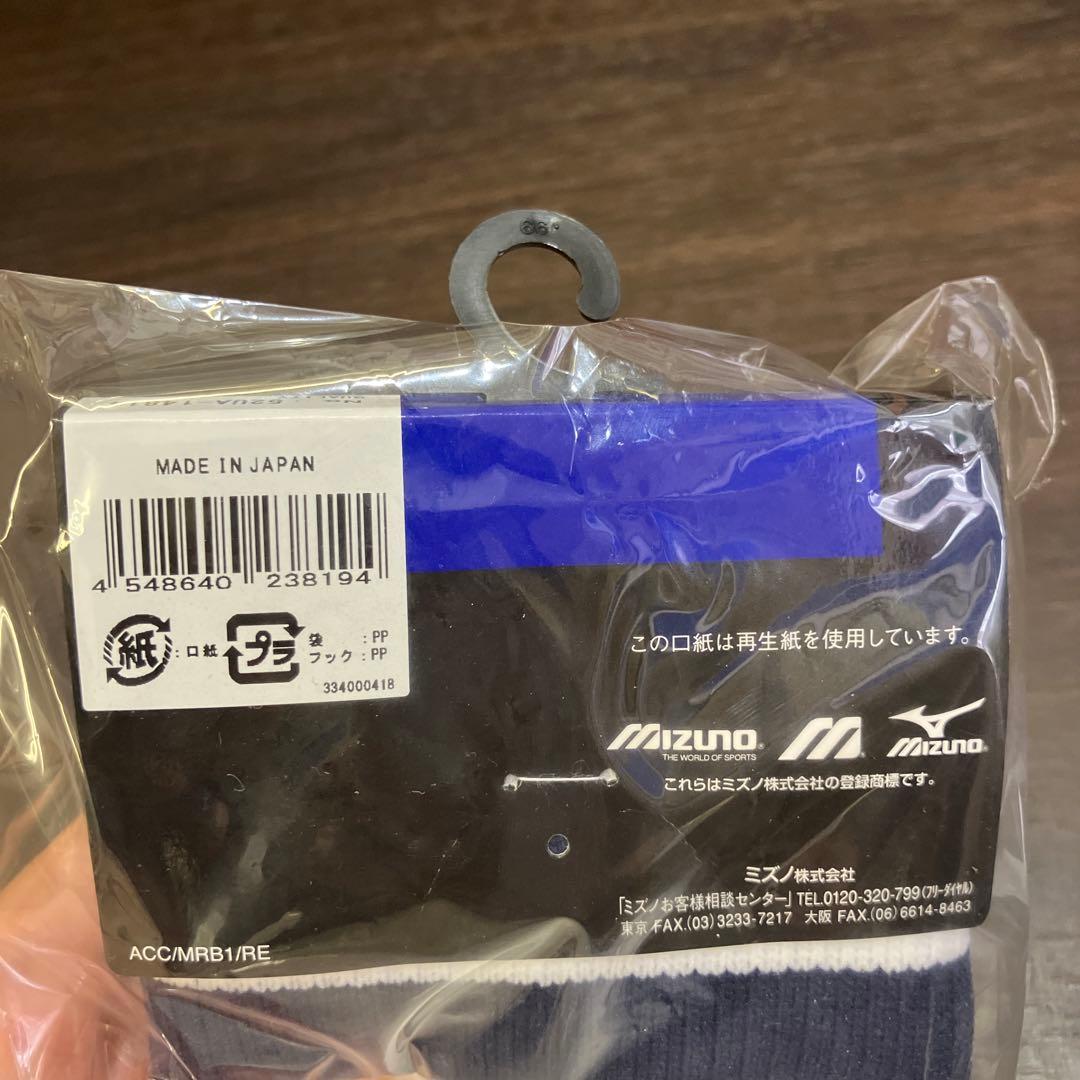 66
MADE IN JAPAN
4 548640 238194
紙 : 口紙
プラ 袋 : PP
フック : PP
334000418
この口紙は再生紙を使用しています。
MIZUNO® M® MIZUNO®
THE WORLD OF SPORTS
これらはミズノ株式会社の登録商標です。
ミズノ株式会社
「ミズノお客様相談センター」TEL.0120-320-799(フリーダイヤル)
東京 FAX.(03)3233-7217 大阪 FAX.(06)6614-8463
ACC/MRB1/RE